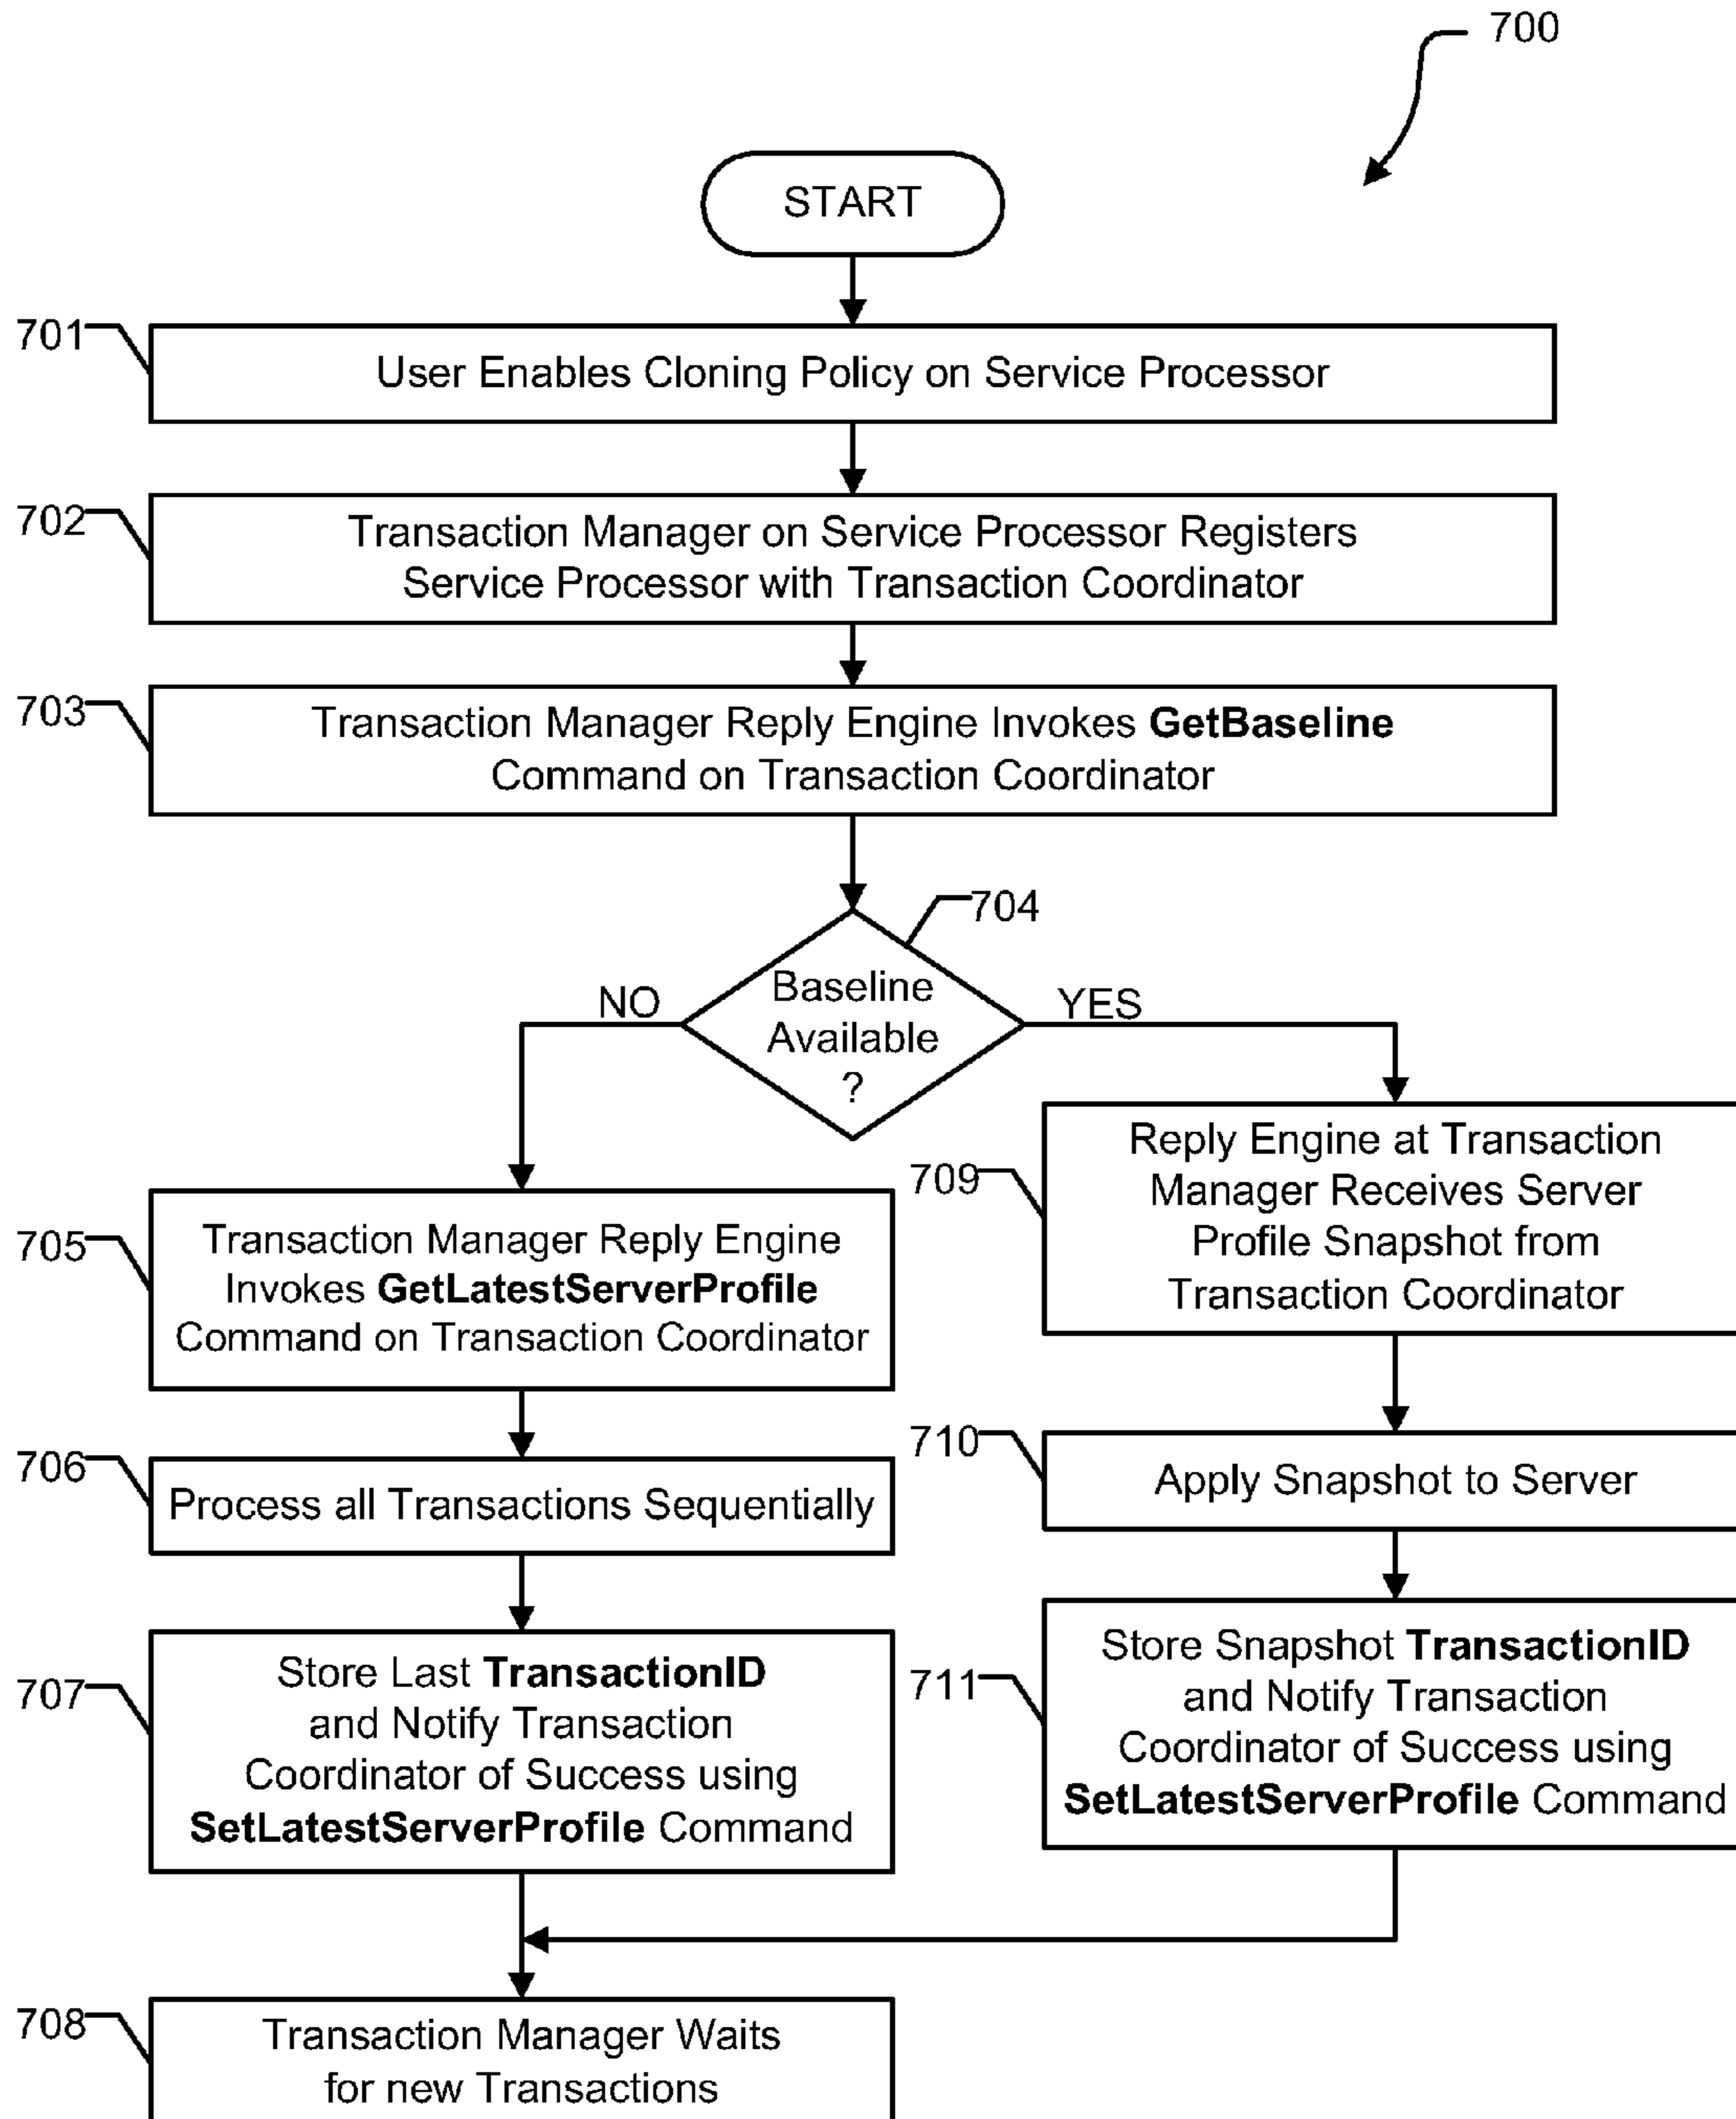 700
START
701
User Enables Cloning Policy on Service Processor
702
Transaction Manager on Service Processor Registers
Service Processor with Transaction Coordinator
703
Transaction Manager Reply Engine Invokes GetBaseline
Command on Transaction Coordinator
704
Baseline
Available
?
NO
YES
705
Transaction Manager Reply Engine
Invokes GetLatestServerProfile
Command on Transaction Coordinator
706
Process all Transactions Sequentially
707
Store Last TransactionID
and Notify Transaction
Coordinator of Success using
SetLatestServerProfile Command
709
Reply Engine at Transaction
Manager Receives Server
Profile Snapshot from
Transaction Coordinator
710
Apply Snapshot to Server
711
Store Snapshot TransactionID
and Notify Transaction
Coordinator of Success using
SetLatestServerProfile Command
708
Transaction Manager Waits
for new Transactions